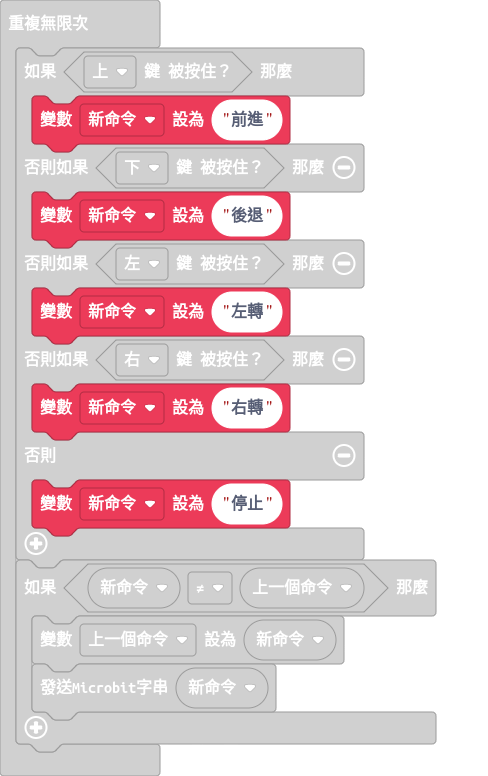 重複無限次
如果 上 鍵 被按住？ 那麼
變數 新命令 設為 "前進"
否則如果 下 鍵 被按住？ 那麼
變數 新命令 設為 "後退"
否則如果 左 鍵 被按住？ 那麼
變數 新命令 設為 "左轉"
否則如果 右 鍵 被按住？ 那麼
變數 新命令 設為 "右轉"
否則
變數 新命令 設為 "停止"
如果 新命令 ≠ 上一個命令 那麼
變數 上一個命令 設為 新命令
發送Microbit字串 新命令